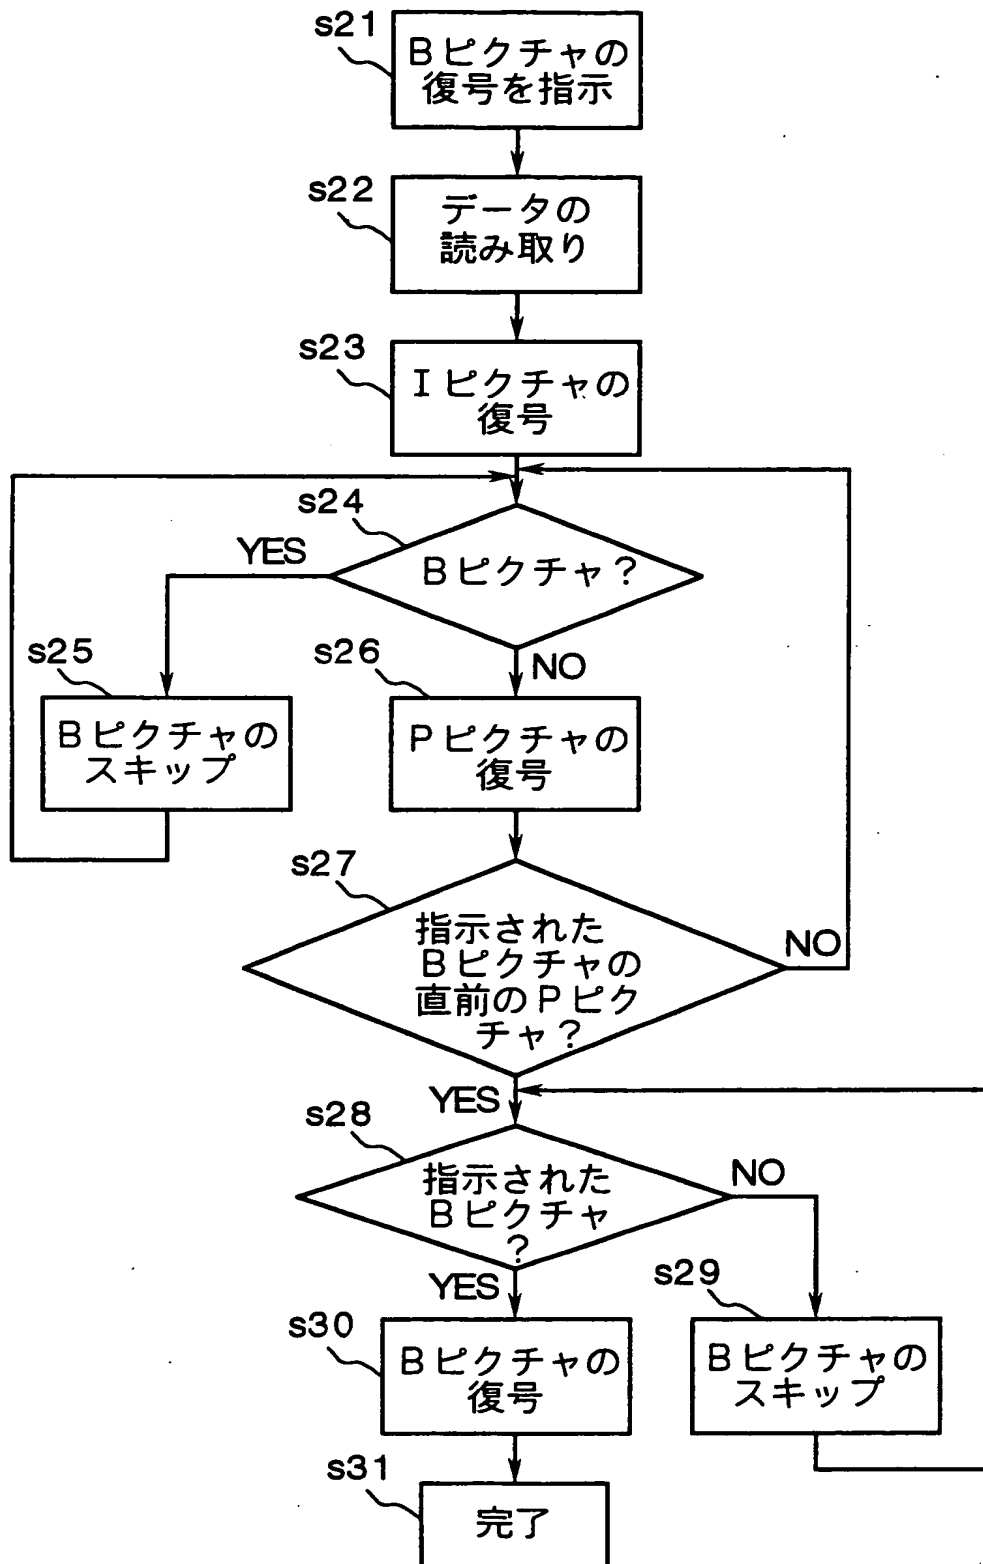 s21
Bピクチャの
復号を指示
s22
データの
読み取り
s23
Iピクチャの
復号
s24
YES
Bピクチャ?
s25
s26
NO
Bピクチャの
スキップ
Pピクチャの
復号
s27
指示された
Bピクチャの
直前のPピク
チャ?
NO
YES
s28
指示された
Bピクチャ
?
NO
YES
s29
s30
Bピクチャの
復号
Bピクチャの
スキップ
s31
完了